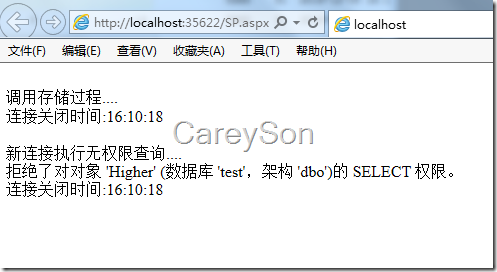 http://localhost:35622/SP.aspx
localhost
文件(F) 编辑(E) 查看(V) 收藏夹(A) 工具(T) 帮助(H)
调用存储过程....
连接关闭时间:16:10:18
CareySon
新连接执行无权限查询....
拒绝了对对象 'Higher' (数据库 'test'，架构 'dbo')的 SELECT 权限。
连接关闭时间:16:10:18